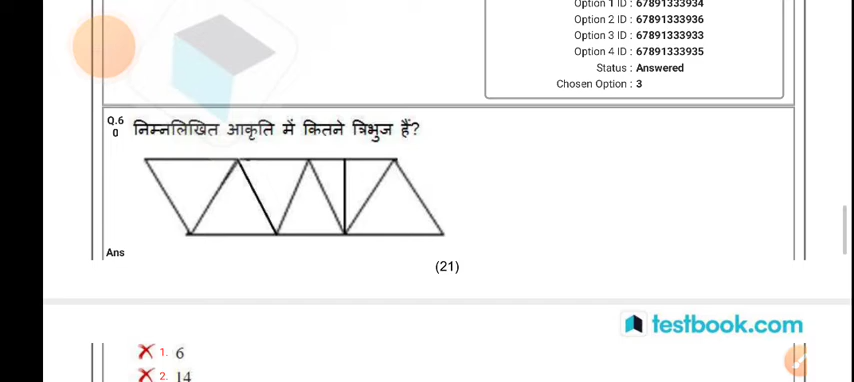 Option 1 ID : 67891333934
Option 2 ID : 67891333936
Option 3 ID : 67891333933
Option 4 ID : 67891333935
Status : Answered
Chosen Option : 3
Q.60 निम्नलिखित आकृति में कितने त्रिभुज हैं?
Ans
(21)
testbook.com
1. 6
2. 14